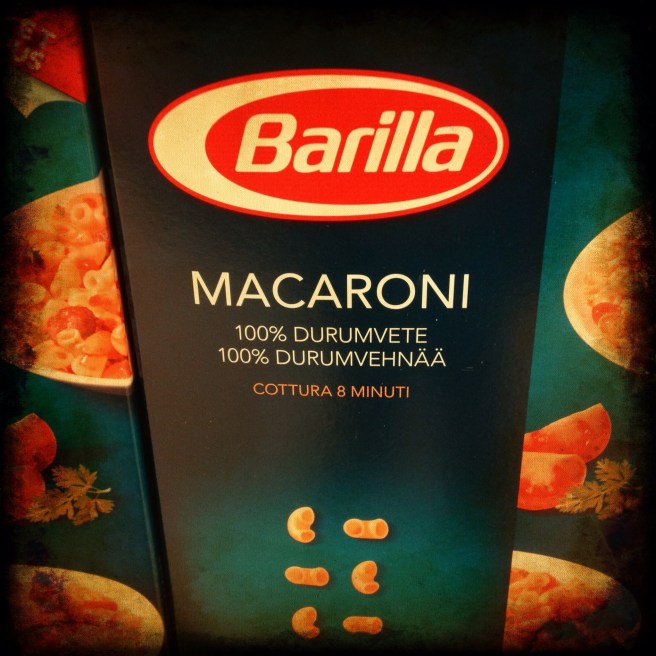 Barilla
MACARONI
100% DURUMVETE
100% DURUMVEHNÄÄ
COTTURA 8 MINUTI